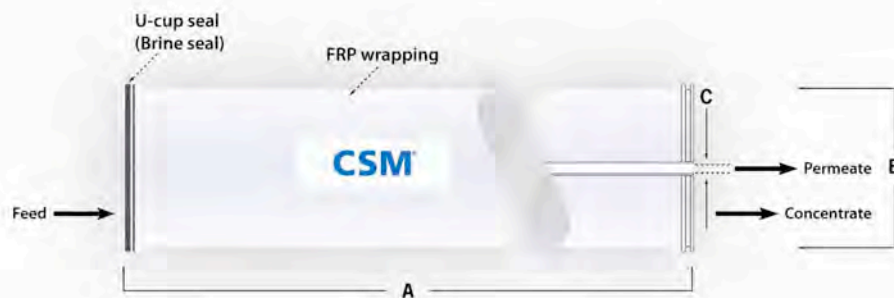 U-cup seal
(Brine seal)
FRP wrapping
C
CSM
Permeate
B
Feed
Concentrate
A